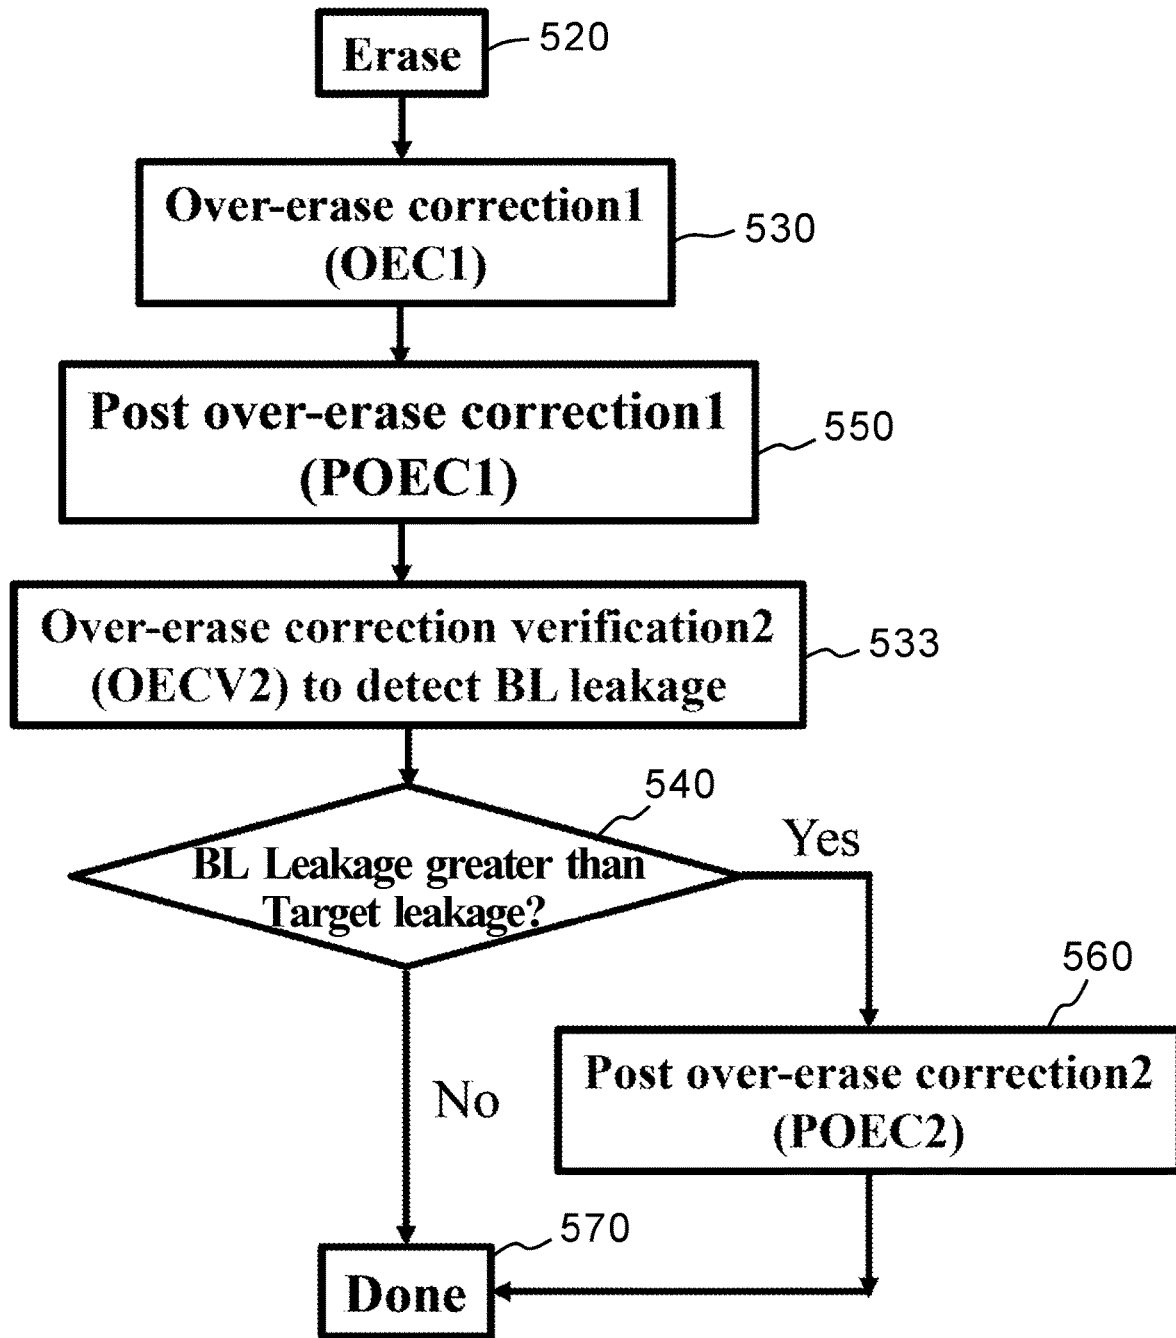 Erase
520
Over-erase correction1
(OEC1)
530
Post over-erase correction1
(POEC1)
550
Over-erase correction verification2
(OECV2) to detect BL leakage
533
540
BL Leakage greater than
Target leakage?
Yes
560
Post over-erase correction2
(POEC2)
No
570
Done